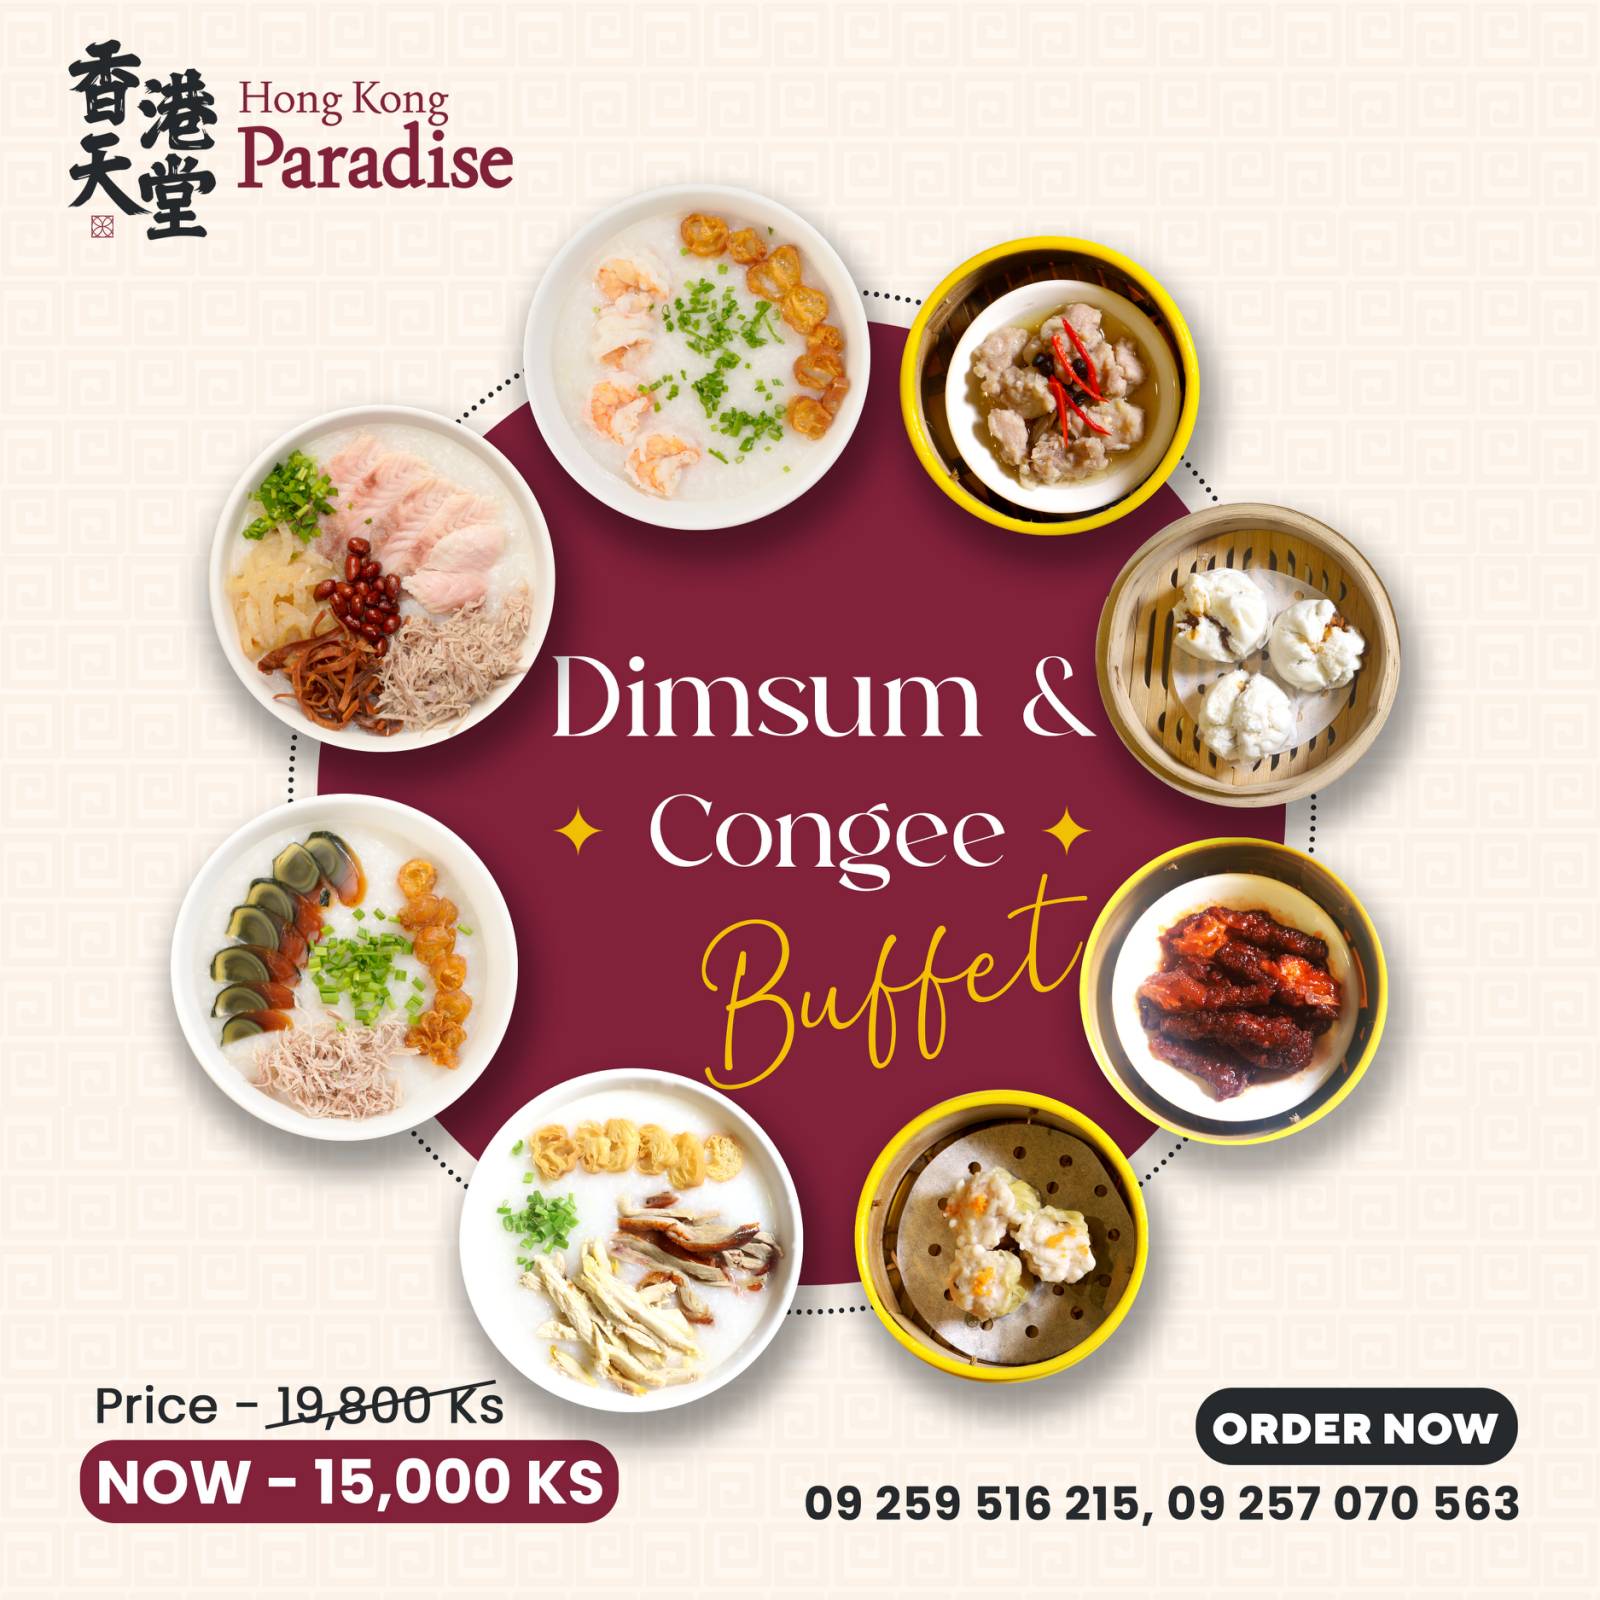 香港
天堂
Hong Kong
Paradise
Dimsum &
Congee
Buffet
Price - 19,800 Ks
NOW - 15,000 KS
ORDER NOW
09 259 516 215, 09 257 070 563